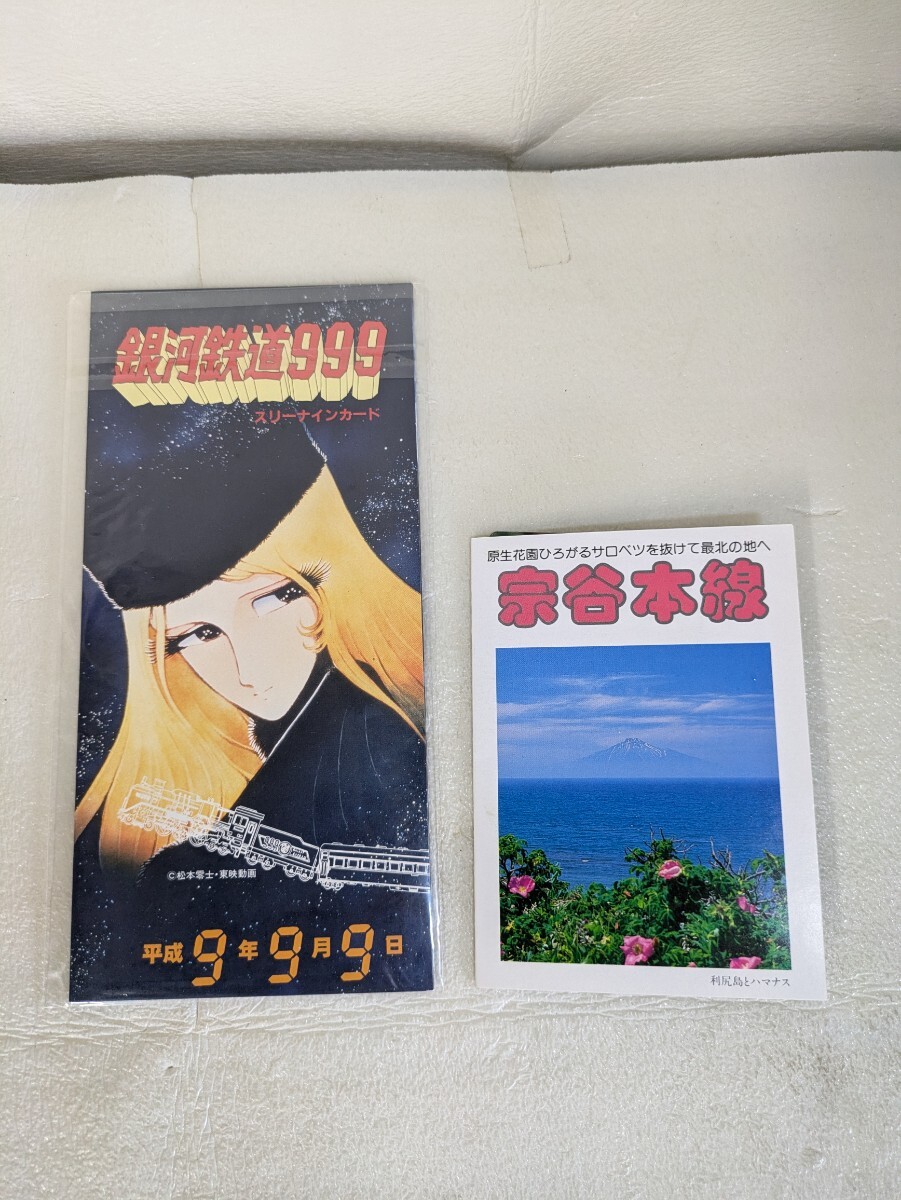 銀河鉄道999
スリーナインカード
999
©松本零士・東映動画
平成9年9月9日
原生花園ひろがるサロベツを抜けて最北の地へ
宗谷本線
利尻島とハマナス